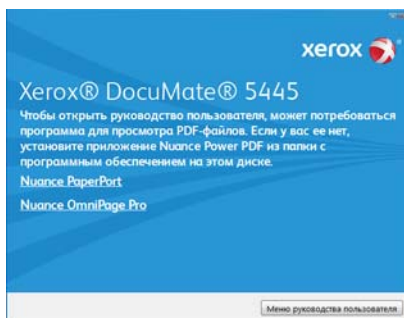 xerox
Xerox® DocuMate® 5445
Чтобы открыть руководство пользователя, может потребоваться
программа для просмотра PDF-файлов. Если у вас ее нет,
установите приложение Nuance Power PDF из папки с
программным обеспечением на этом диске.
Nuance PaperPort
Nuance OmniPage Pro
Меню руководства пользователя